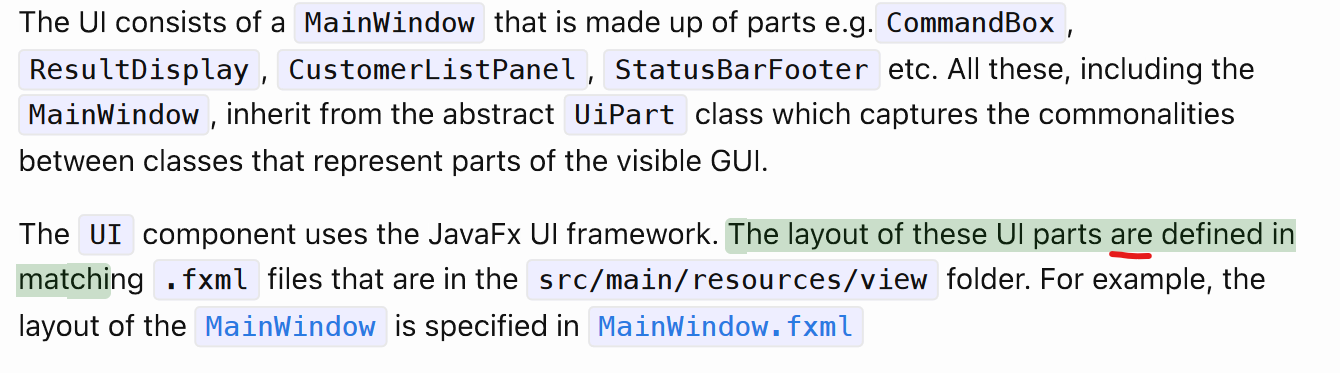 The UI consists of a MainWindow that is made up of parts e.g. CommandBox,
ResultDisplay, CustomerListPanel, StatusBarFooter etc. All these, including the
MainWindow, inherit from the abstract UiPart class which captures the commonalities
between classes that represent parts of the visible GUI.
The UI component uses the JavaFx UI framework. The layout of these UI parts are defined in
matching .fxml files that are in the src/main/resources/view folder. For example, the
layout of the MainWindow is specified in MainWindow.fxml